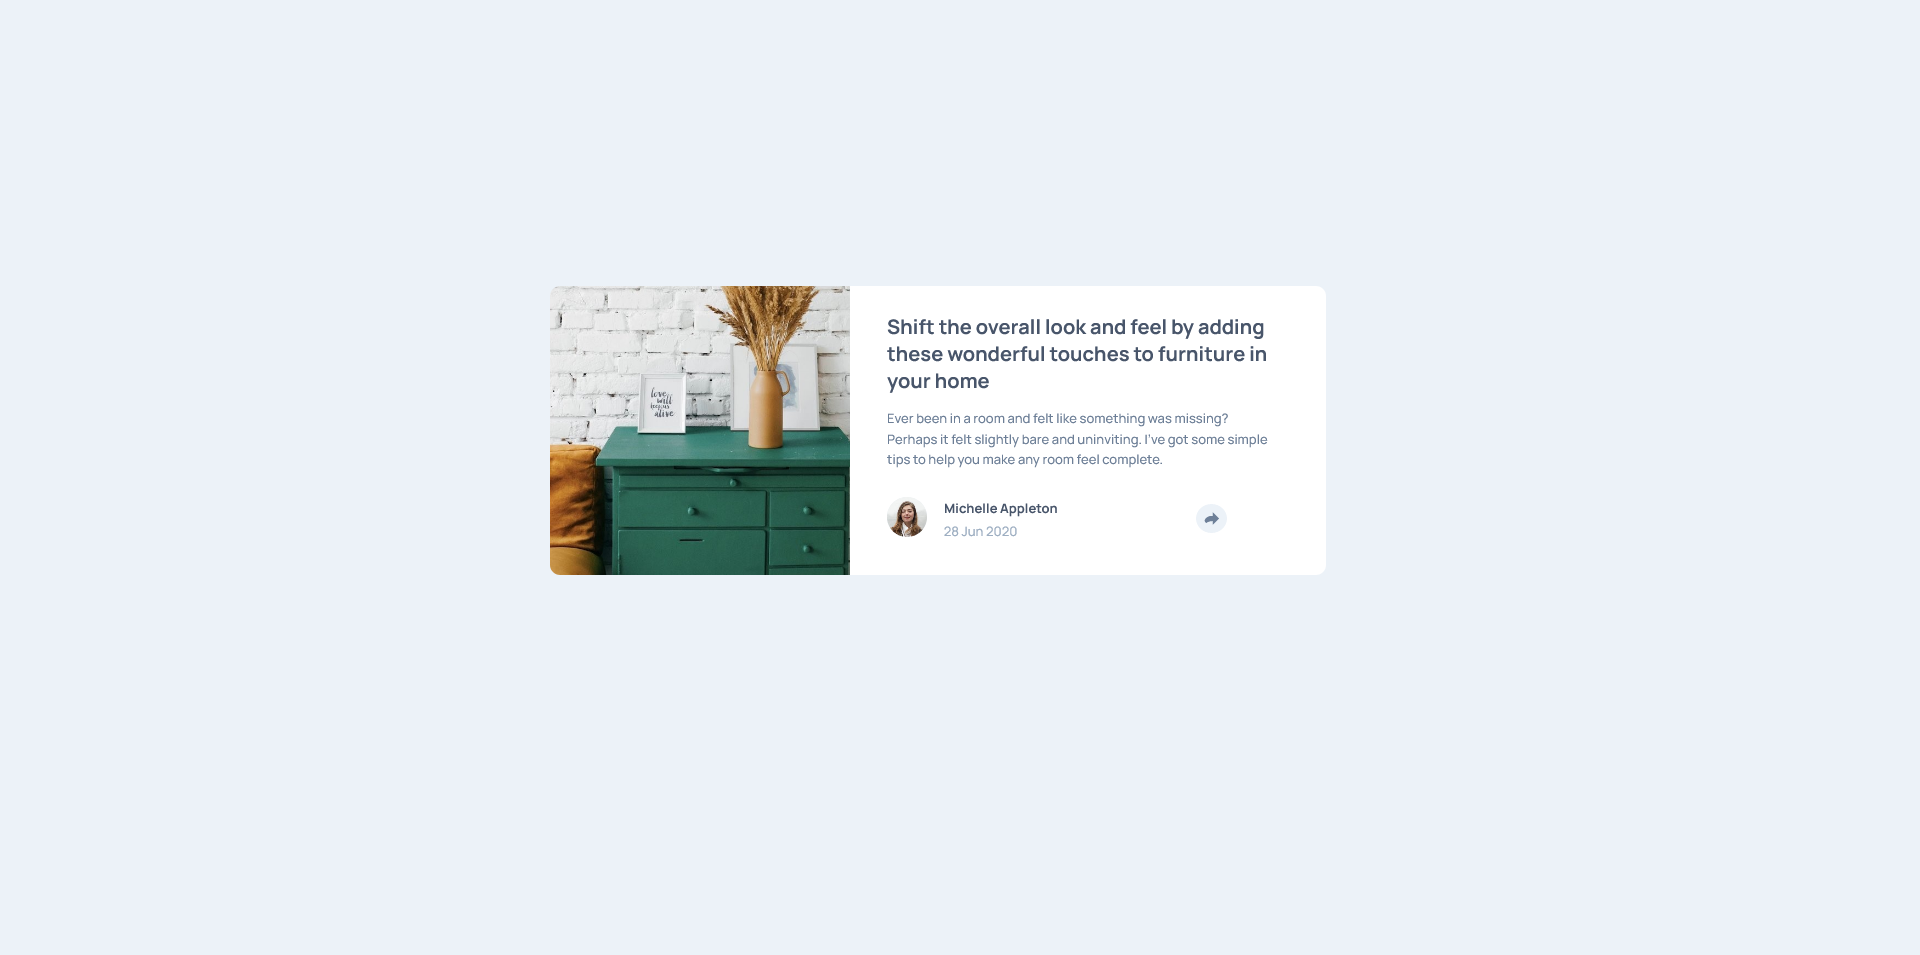 love
will
keep us
alive
Shift the overall look and feel by adding
these wonderful touches to furniture in
your home
Ever been in a room and felt like something was missing?
Perhaps it felt slightly bare and uninviting. I've got some simple
tips to help you make any room feel complete.
Michelle Appleton
28 Jun 2020